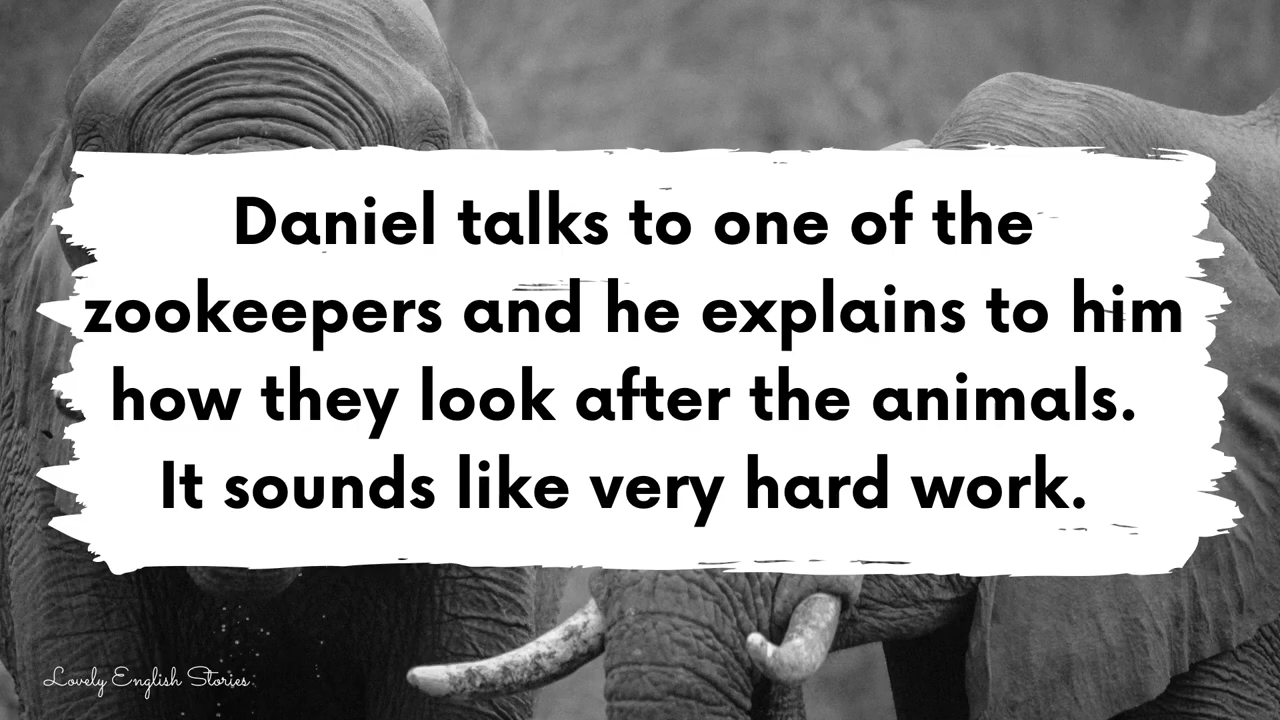 Daniel talks to one of the
zookeepers and he explains to him
how they look after the animals.
It sounds like very hard work.
Lovely English Stories